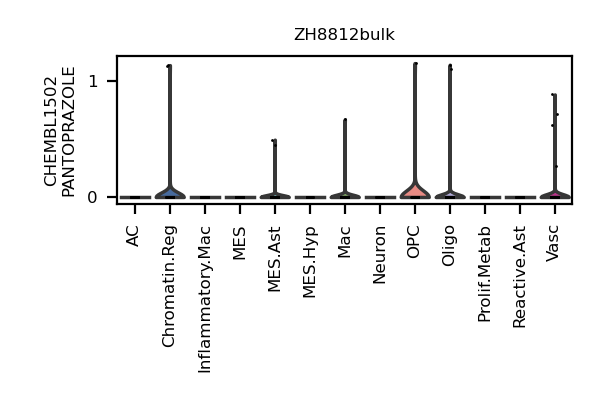 ZH8812bulk
CHEMBL1502
PANTOPRAZOLE
1
0
AC
Chromatin.Reg
Inflammatory.Mac
MES
MES.Ast
MES.Hyp
Mac
Neuron
OPC
Oligo
Prolif.Metab
Reactive.Ast
Vasc